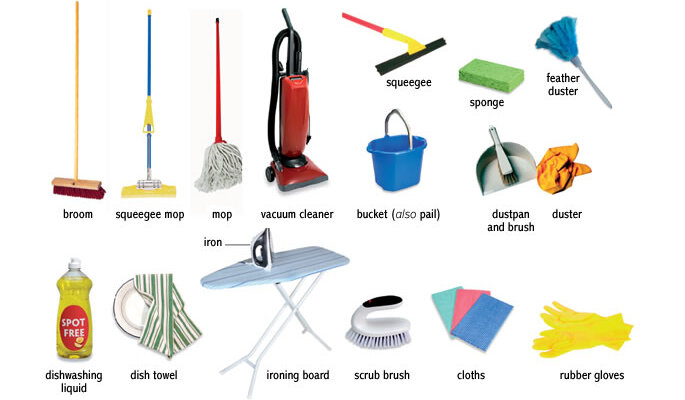 squeegee
sponge
feather
duster
broom
squeegee mop
mop
vacuum cleaner
bucket (also pail)
dustpan
and brush
duster
iron
SPOT
FREE
dishwashing
liquid
dish towel
ironing board
scrub brush
cloths
rubber gloves